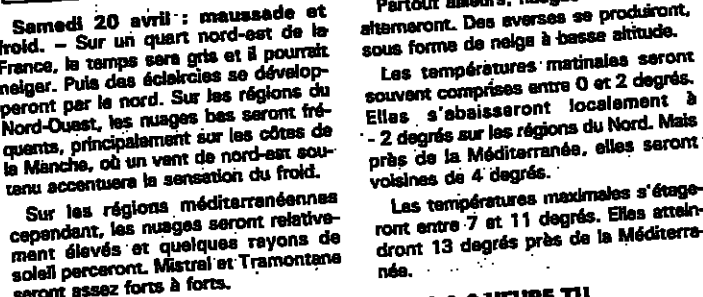 Samedi 20 avril : maussade et
froid. – Sur un quart nord-est de la
France, le temps sera gris et il pourrait
neiger. Puis des éclaircies se dévelop-
peront par le nord. Sur les régions du
Nord-Ouest, les nuages bas seront fré-
quents, principalement sur les côtes de
la Manche, où un vent de nord-est sou-
tenu accentuera la sensation du froid.
Sur les régions méditerranéennes
cependant, les nuages seront relative-
ment élevés et quelques rayons de
soleil perceront. Mistral et Tramontane
seront assez forts à forts.
Partout ailleurs,
alterneront. Des averses se produiront,
sous forme de neige à basse altitude.
Les températures matinales seront
souvent comprises entre 0 et 2 degrés.
Elles s'abaisseront localement à
- 2 degrés sur les régions du Nord. Mais
près de la Méditerranée, elles seront
voisines de 4 degrés.
Les températures maximales s'étage-
ront entre 7 et 11 degrés. Elles attein-
dront 13 degrés près de la Méditerra-
née.
HEURE TU